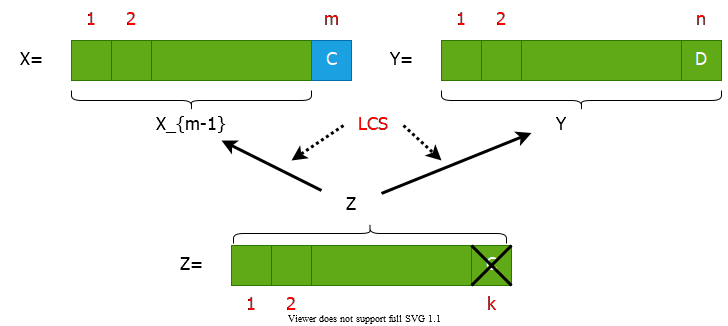 1 2 m 1 2 n
X= C Y= D
X_{m-1} LCS Y
Z
Z=
1 2 k
Viewer does not support full SVG 1.1